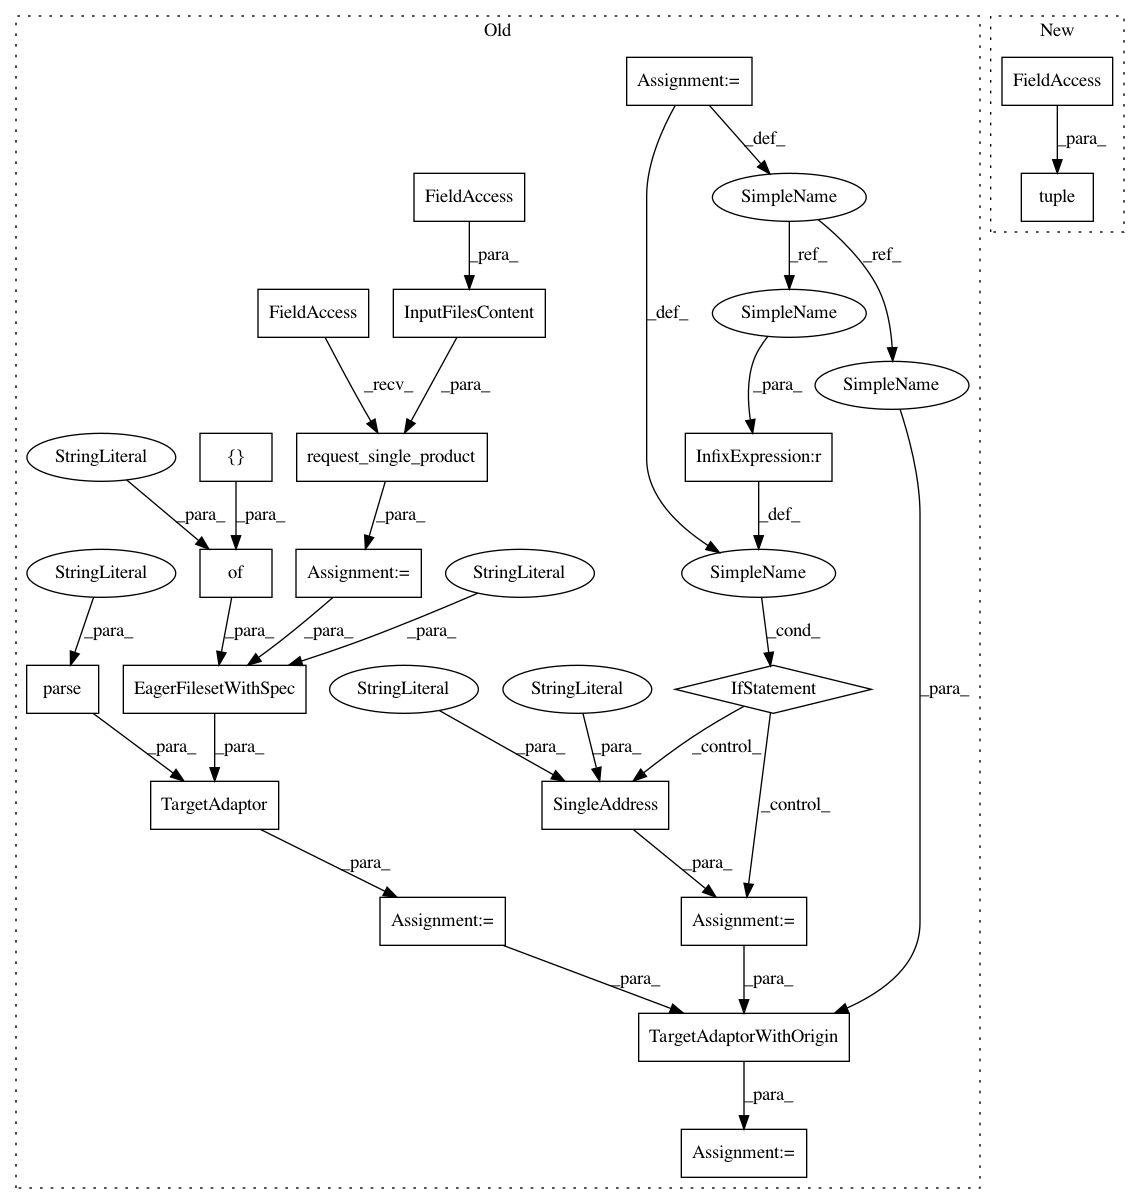 Old
New
Assignment:=
FieldAccess
_def_
_para_
FieldAccess
SimpleName
tuple
_para_
_ref_
_ref_
FieldAccess
InputFilesContent
_def_
SimpleName
SimpleName
_recv_
_para_
_para_
StringLiteral
{}
request_single_product
InfixExpression:r
_para_
_para_
_para_
_def_
StringLiteral
of
Assignment:=
StringLiteral
SimpleName
_para_
_para_
_para_
_para_
_cond_
parse
EagerFilesetWithSpec
StringLiteral
StringLiteral
IfStatement
_para_
_para_
_para_
_para_
_para_
_control_
TargetAdaptor
SingleAddress
_control_
_para_
_para_
Assignment:=
Assignment:=
_para_
_para_
TargetAdaptorWithOrigin
_para_
Assignment:=